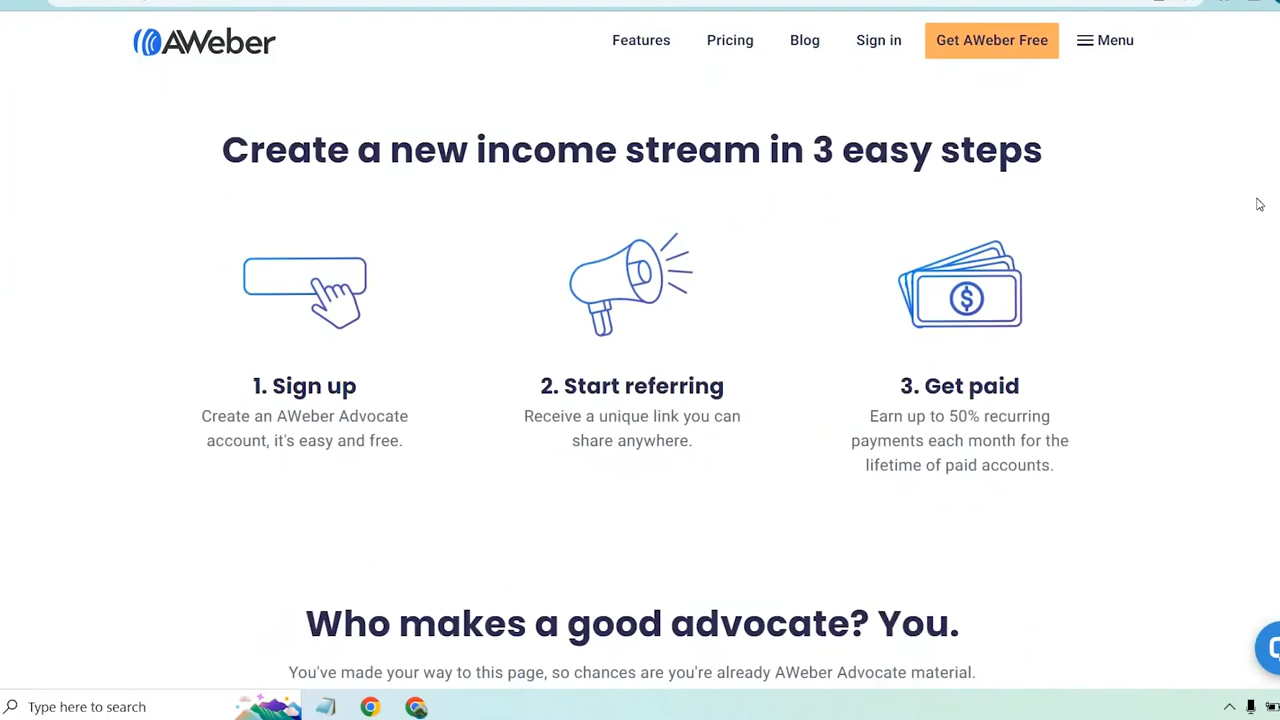 AWeber
Features
Pricing
Blog
Sign in
Get AWeber Free
Menu
Create a new income stream in 3 easy steps
1. Sign up
Create an AWeber Advocate
account, it's easy and free.
2. Start referring
Receive a unique link you can
share anywhere.
$
3. Get paid
Earn up to 50% recurring
payments each month for the
lifetime of paid accounts.
Who makes a good advocate? You.
You've made your way to this page, so chances are you're already AWeber Advocate material.
Type here to search